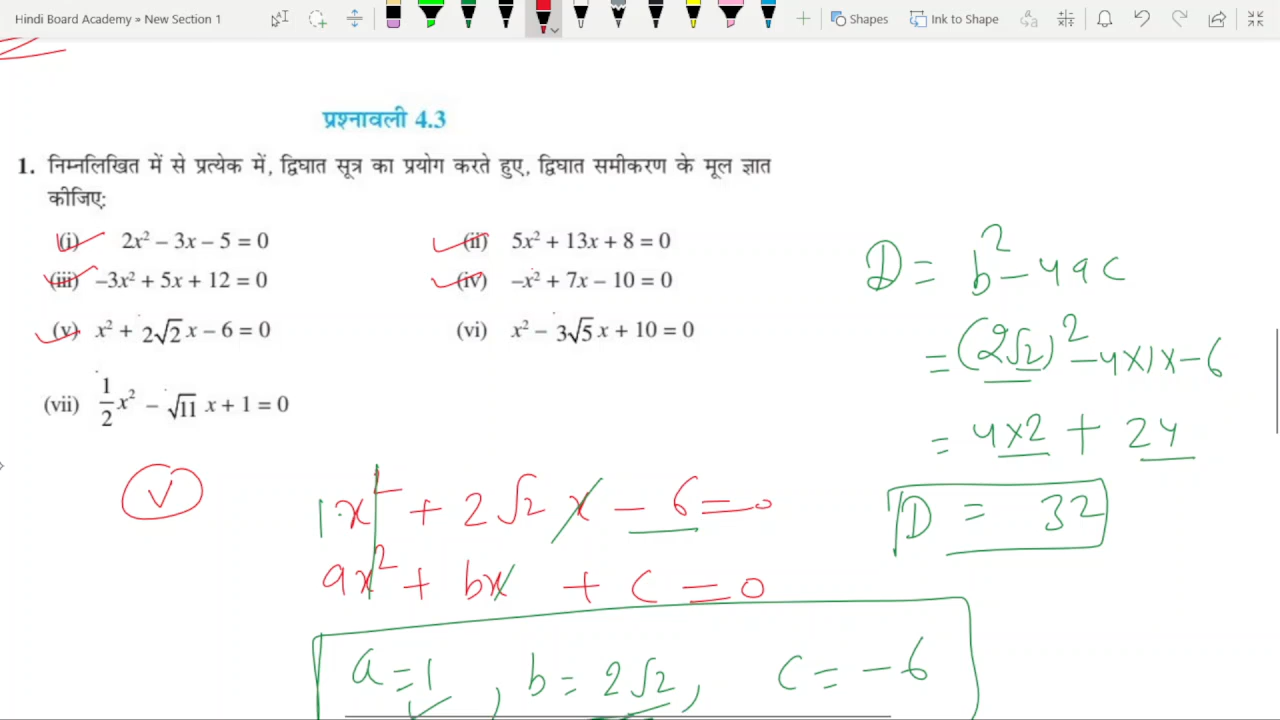 Hindi Board Academy » New Section 1
Shapes
Ink to Shape
प्रश्नावली 4.3
1. निम्नलिखित में से प्रत्येक में, द्विघात सूत्र का प्रयोग करते हुए, द्विघात समीकरण के मूल ज्ञात
कीजिए:
(i) 2x² – 3x – 5 = 0 (ii) 5x² + 13x + 8 = 0
(iii) –3x² + 5x + 12 = 0 (iv) –x² + 7x – 10 = 0
(v) x² + 2√2 x – 6 = 0 (vi) x² – 3√5 x + 10 = 0
(vii) 1/2 x² – √11 x + 1 = 0
D = b² – 4ac
= (2√2)² – 4×1×–6
= 4×2 + 24
D = 32
V
1x² + 2√2 x – 6 = 0
ax² + bx + c = 0
a = 1, b = 2√2, c = –6